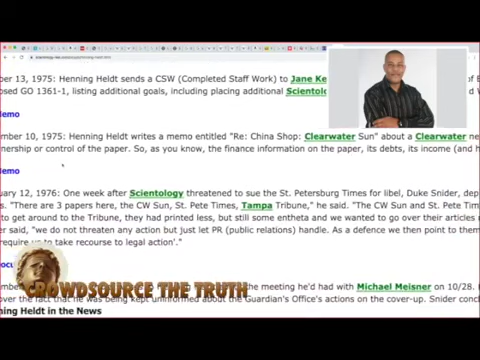 ber 13, 1975: Henning Heldt sends a CSW (Completed Staff Work) to Jane Ke
osed GO 1361-1, listing additional goals, including placing additional Scientolo
Memo
mber 10, 1975: Henning Heldt writes a memo entitled "Re: China Shop: Clearwater Sun" about a Clearwater ne
nership or control of the paper. So, as you know, the finance information on the paper, its debts, its income (and h
Memo
uary 12, 1976: One week after Scientology threatened to sue the St. Petersburg Times for libel, Duke Snider, dep
s. "There are 3 papers here, the CW Sun, St. Pete Times, Tampa Tribune," he said. "The CW Sun and St. Pete Times
to get around to the Tribune, they had printed less, but still some entheta and we wanted to go over their articles
er said, "we do not threaten any action but just let PR (public relations) handle. As a defence we then point to them
require us to take recourse to legal action'."
the meeting he'd had with Michael Meisner on 10/28.
over the fact that he was being kept uninformed about the Guardian's Office's actions on the cover-up. Snider conc
ning Heldt in the News
CROWDSOURCE THE TRUTH